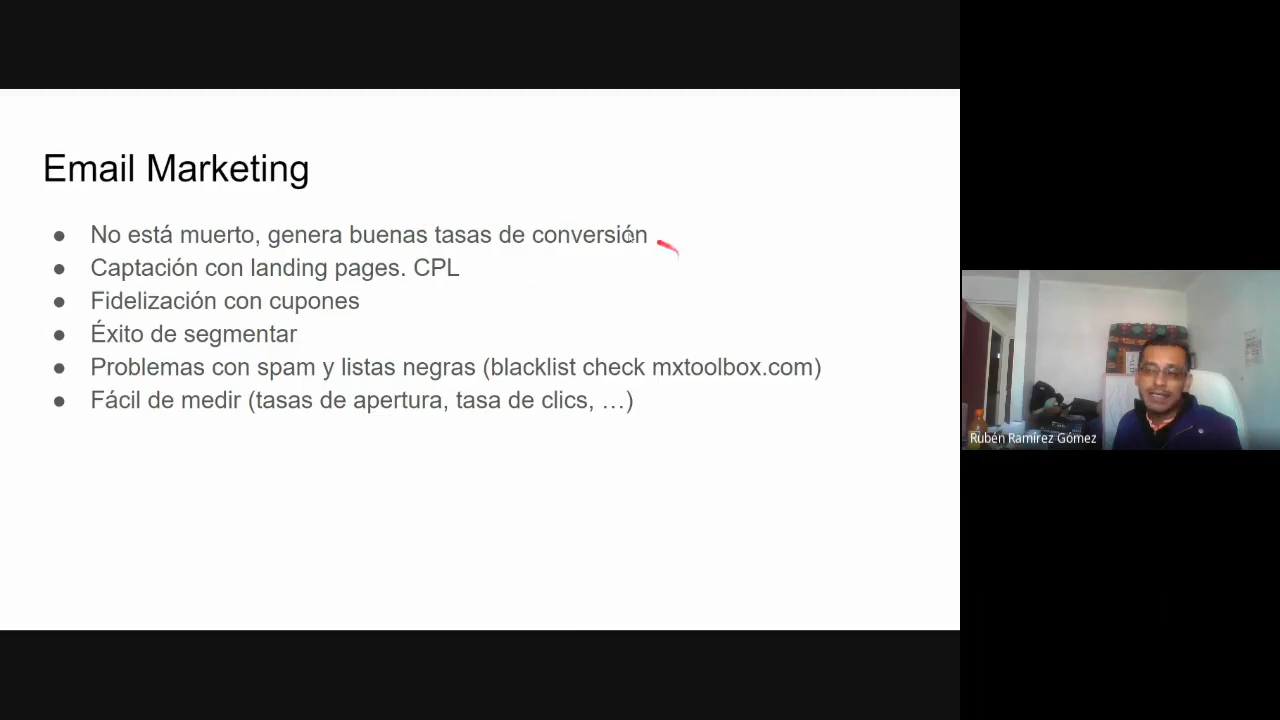 Email Marketing
● No está muerto, genera buenas tasas de conversión
● Captación con landing pages. CPL
● Fidelización con cupones
● Éxito de segmentar
● Problemas con spam y listas negras (blacklist check mxtoolbox.com)
● Fácil de medir (tasas de apertura, tasa de clics, …)
Rubén Ramírez Gómez